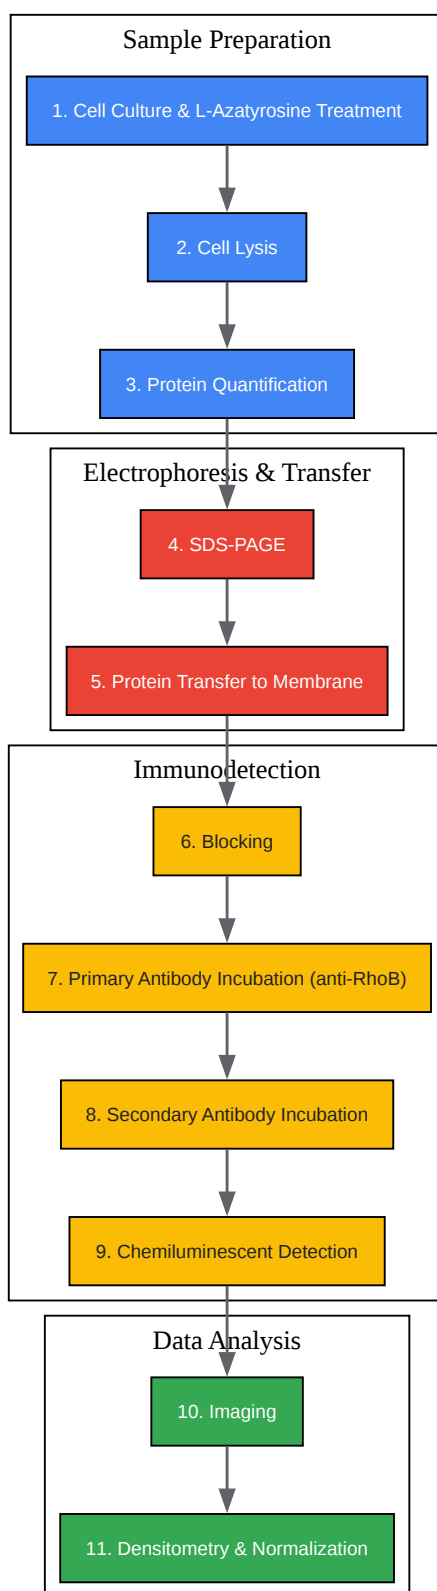 Sample Preparation
1. Cell Culture & L-Azatyrosine Treatment
2. Cell Lysis
3. Protein Quantification
Electrophoresis & Transfer
4. SDS-PAGE
5. Protein Transfer to Membrane
Immunodetection
6. Blocking
7. Primary Antibody Incubation (anti-RhoB)
8. Secondary Antibody Incubation
9. Chemiluminescent Detection
Data Analysis
10. Imaging
11. Densitometry & Normalization